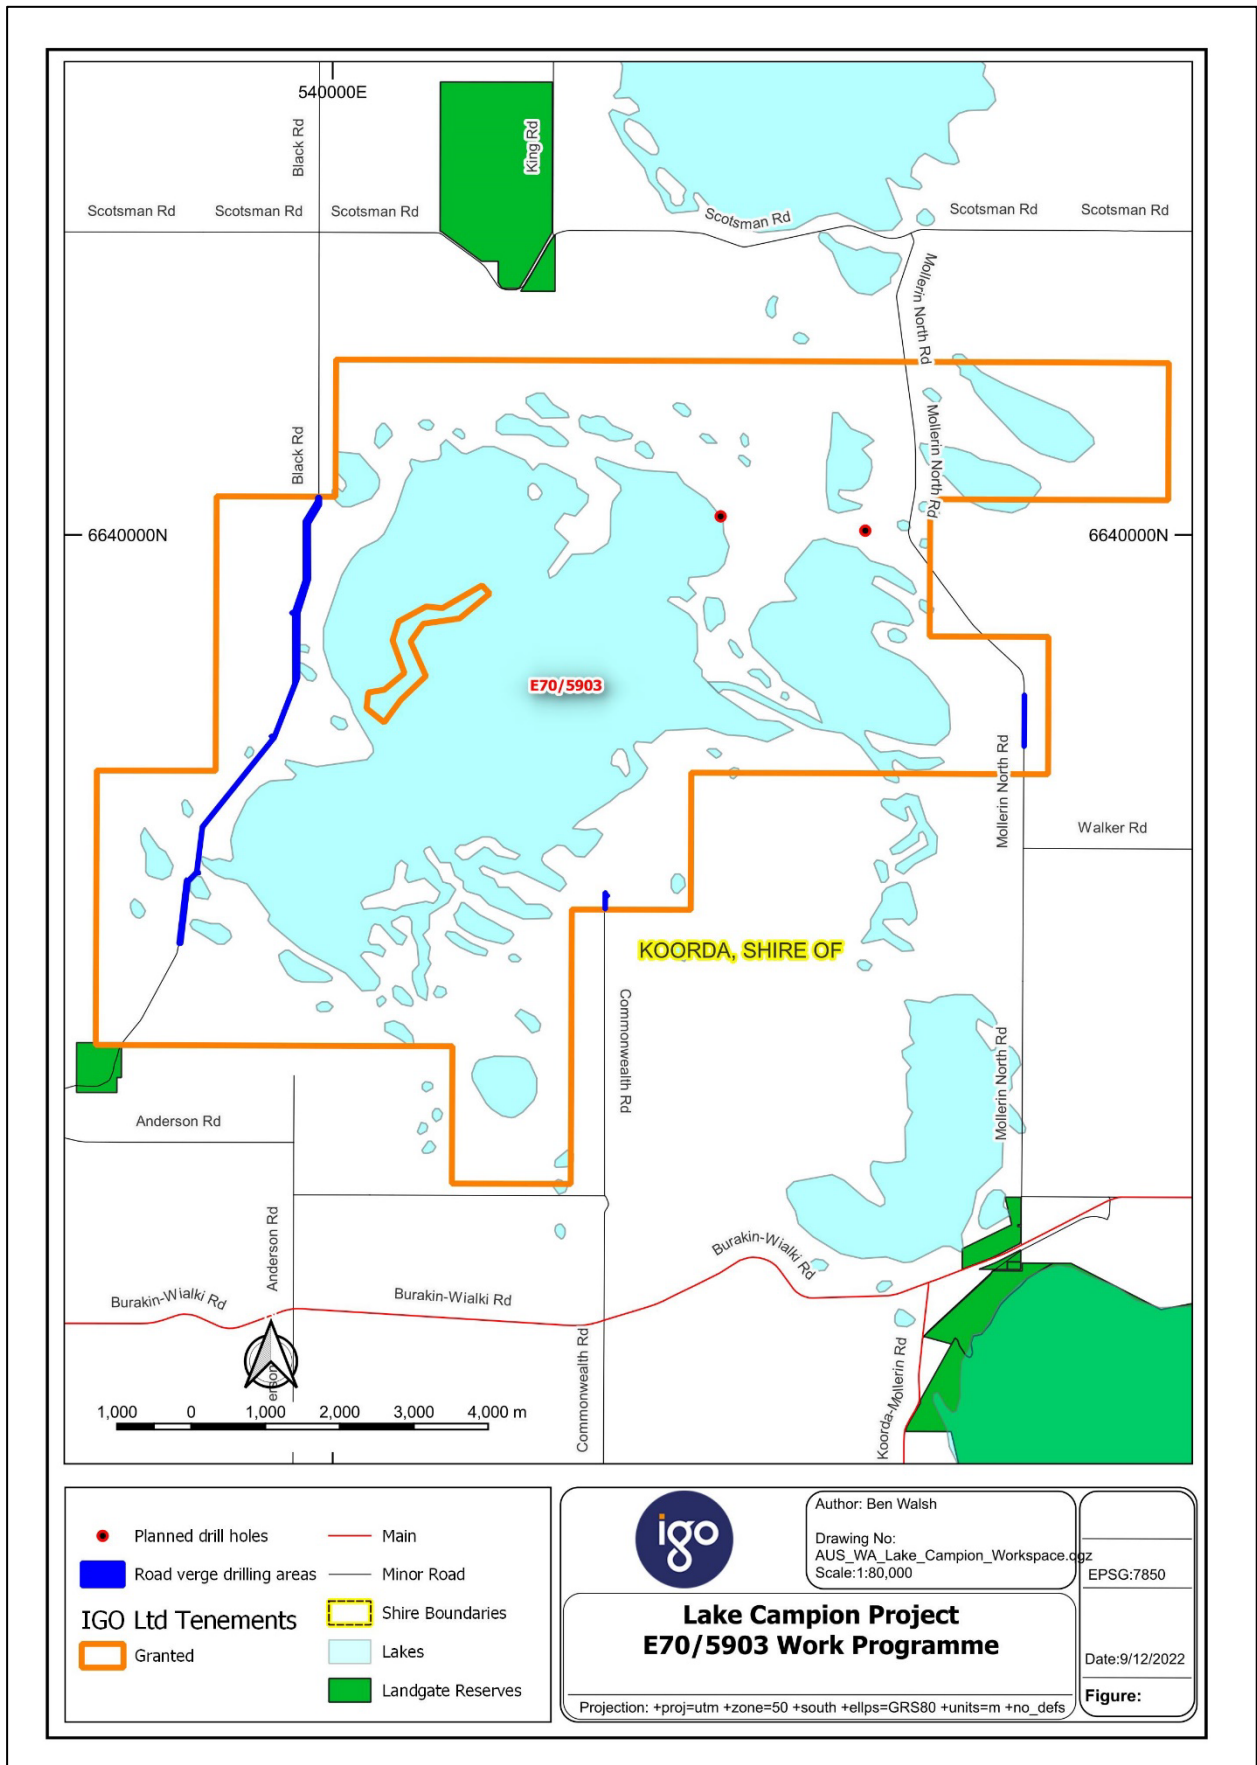 540000E
Black Rd
King Rd
Scotsman Rd
Scotsman Rd
Scotsman Rd
Scotsman Rd
Scotsman Rd
Scotsman Rd
Mollerin North Rd
Black Rd
Mollerin North Rd
6640000N
6640000N
E70/5903
Mollerin North Rd
Walker Rd
KOORDA, SHIRE OF
Commonwealth Rd
Mollerin North Rd
Anderson Rd
Anderson Rd
Burakin-Wialki Rd
Burakin-Wialki Rd
Burakin-Wialki Rd
erson
Commonwealth Rd
Koorda-Mollerin Rd
1,000 0 1,000 2,000 3,000 4,000 m
Planned drill holes
Road verge drilling areas
IGO Ltd Tenements
Granted
Main
Minor Road
Shire Boundaries
Lakes
Landgate Reserves
igo
Author: Ben Walsh
Drawing No:
AUS_WA_Lake_Campion_Workspace.qgz
Scale:1:80,000
EPSG:7850
Lake Campion Project
E70/5903 Work Programme
Date:9/12/2022
Figure:
Projection: +proj=utm +zone=50 +south +ellps=GRS80 +units=m +no_defs